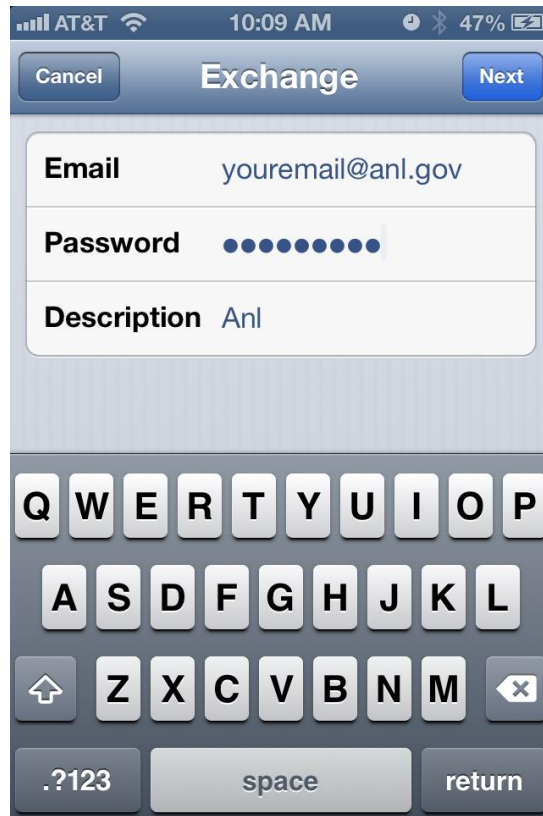 AT&T 10:09 AM 47%
Cancel Exchange Next
Email youremail@anl.gov
Password ●●●●●●●●●
Description Anl
Q W E R T Y U I O P
A S D F G H J K L
Z X C V B N M
.?123 space return